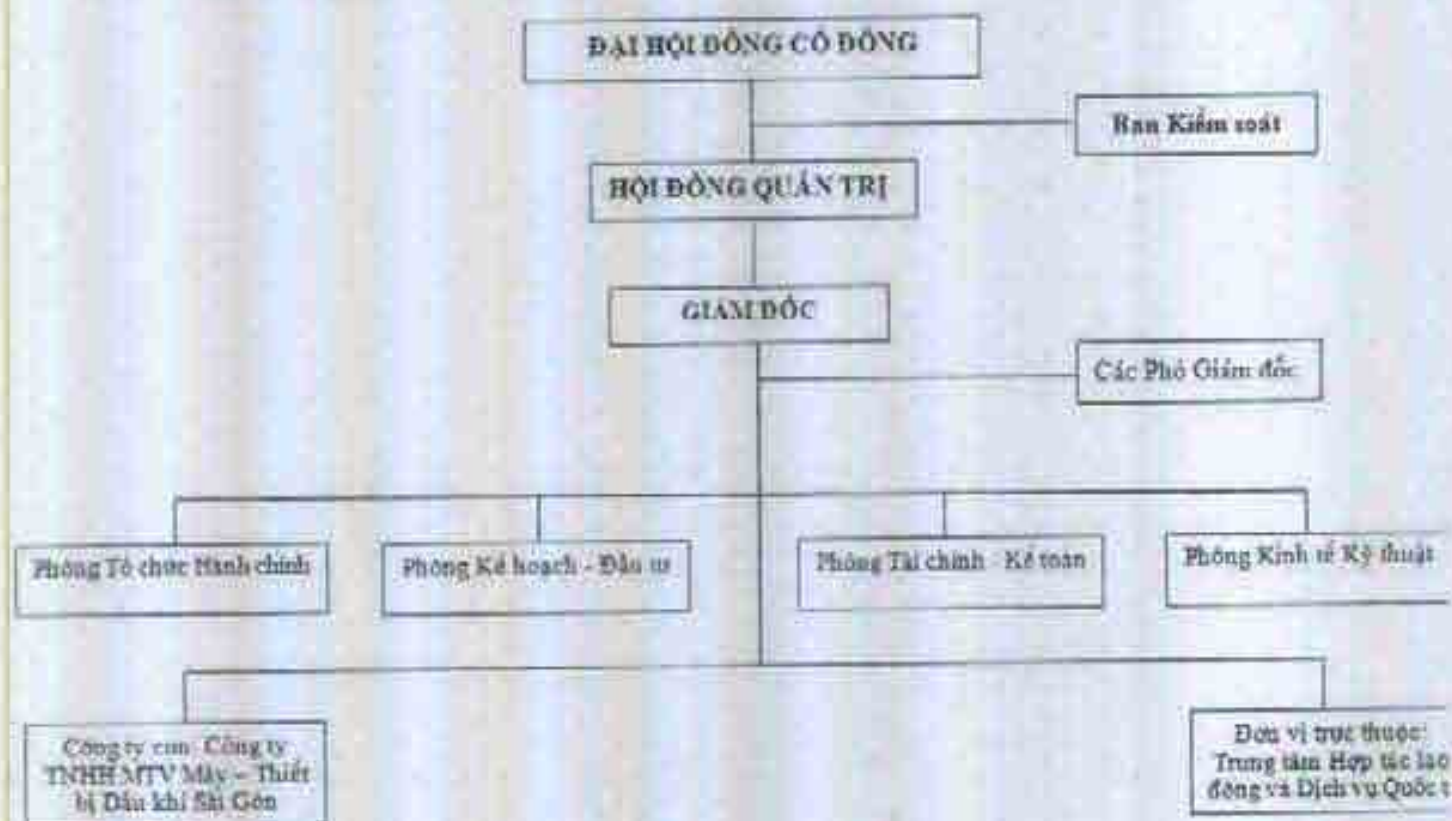 ĐẠI HỘI ĐỒNG CỔ ĐÔNG
Ban Kiểm soát
HỘI ĐỒNG QUẢN TRỊ
GIÁM ĐỐC
Các Phó Giám đốc
Phòng Tổ chức Hành chính
Phòng Kế hoạch - Đầu tư
Phòng Tài chính - Kế toán
Phòng Kinh tế Kỹ thuật
Công ty con: Công ty
TNHH MTV Máy – Thiết
bị Dầu khí Sài Gòn
Đơn vị trực thuộc:
Trung tâm Hợp tác lao
động và Dịch vụ Quốc t